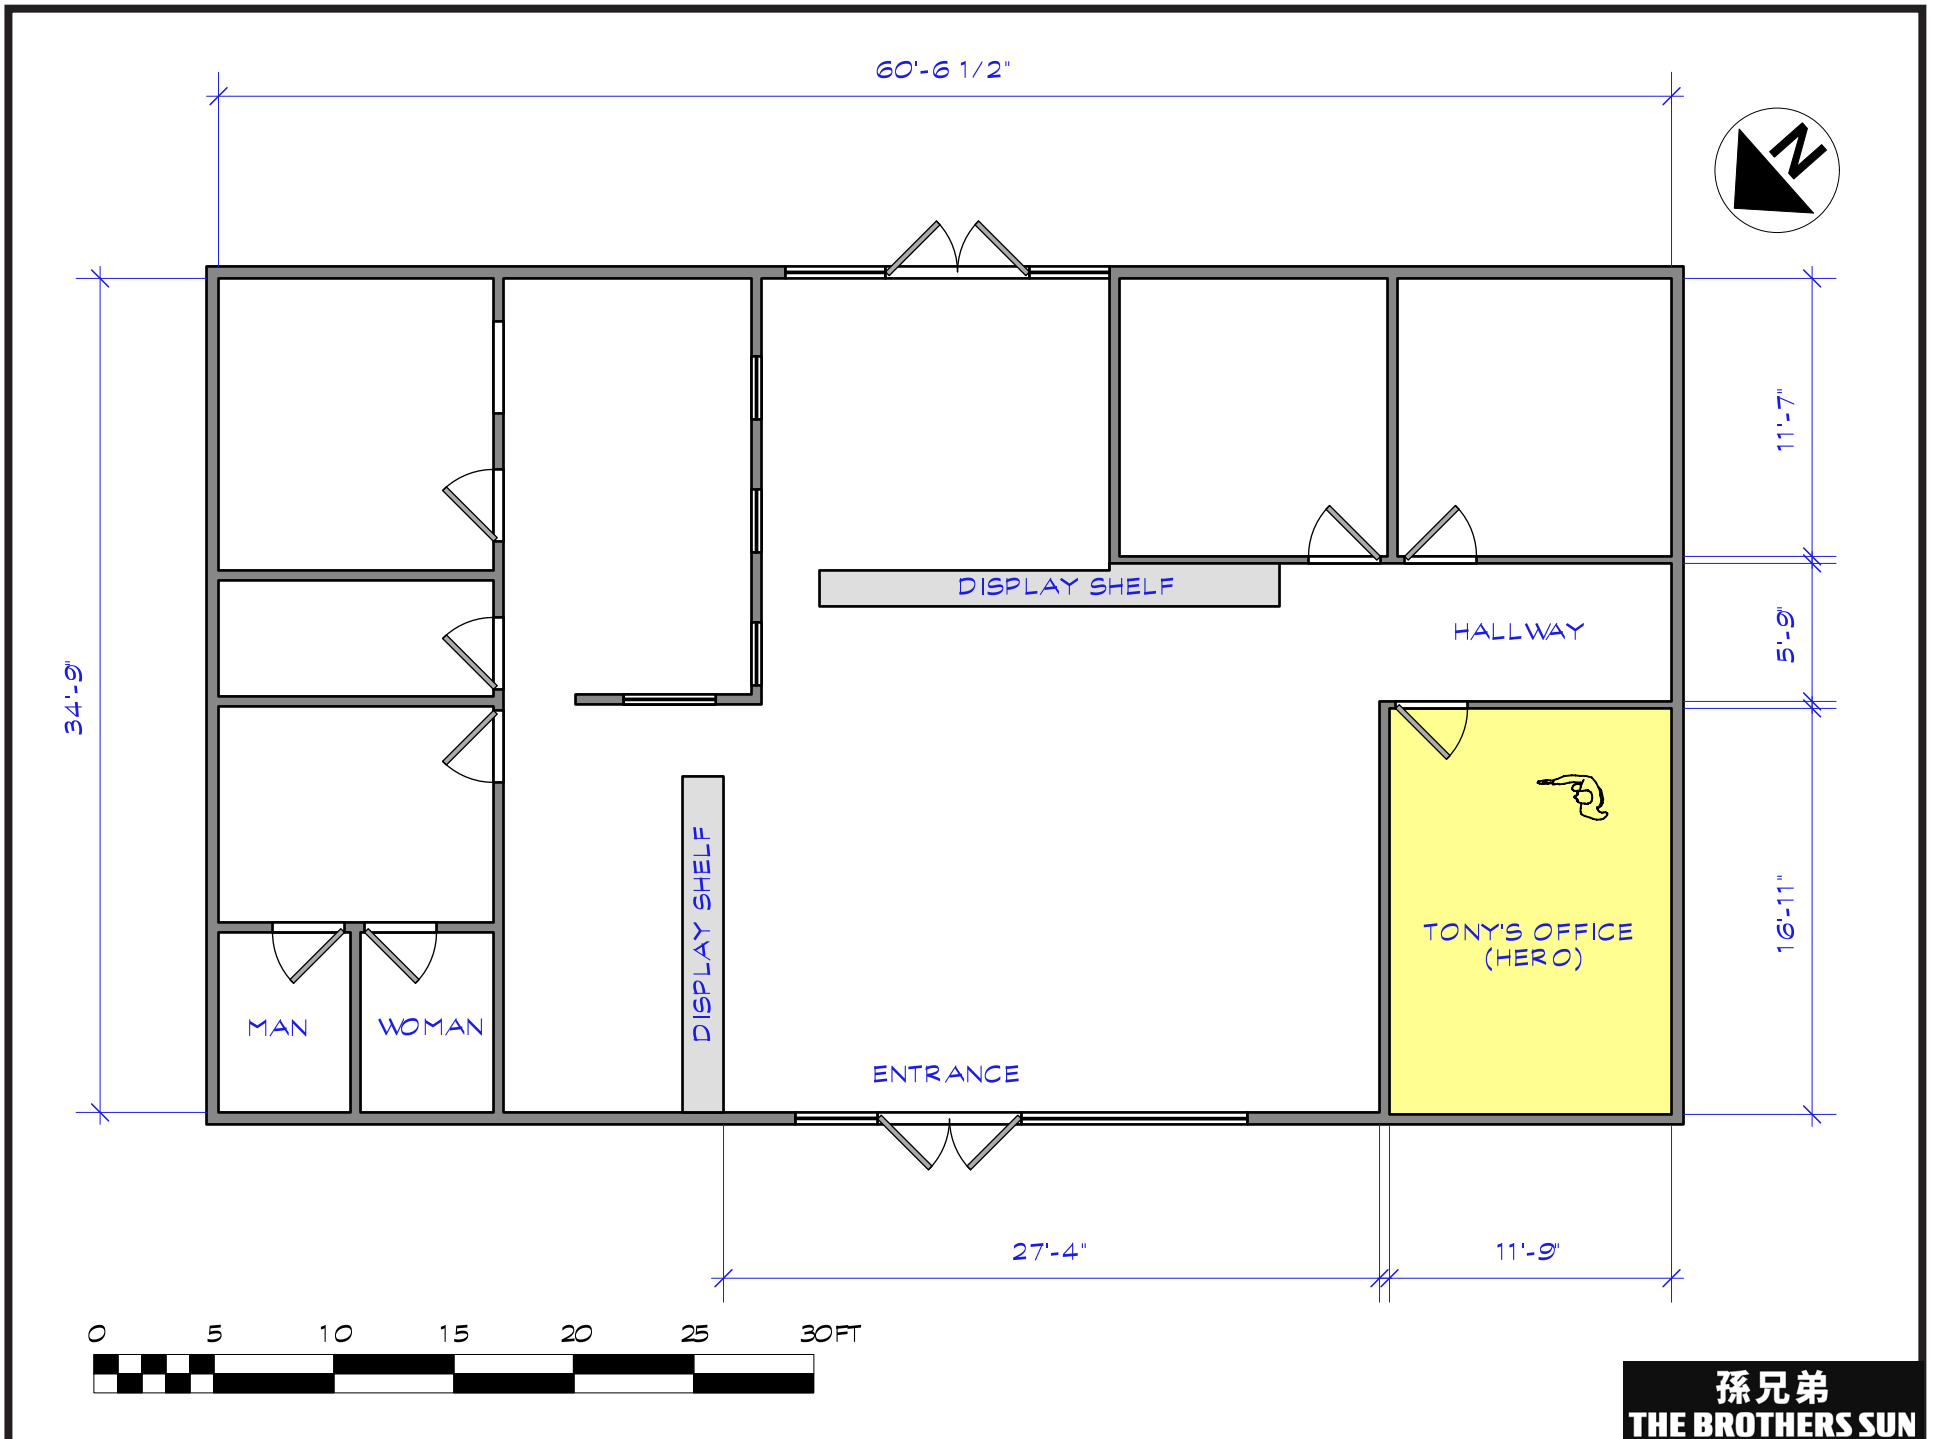 60'-6 1/2"
N
34'-9"
11'-7"
5'-9"
16'-11"
DISPLAY SHELF
HALLWAY
DISPLAY SHELF
TONY'S OFFICE
(HERO)
MAN
WOMAN
ENTRANCE
27'-4"
11'-9"
0 5 10 15 20 25 30FT
孫兄弟
THE BROTHERS SUN